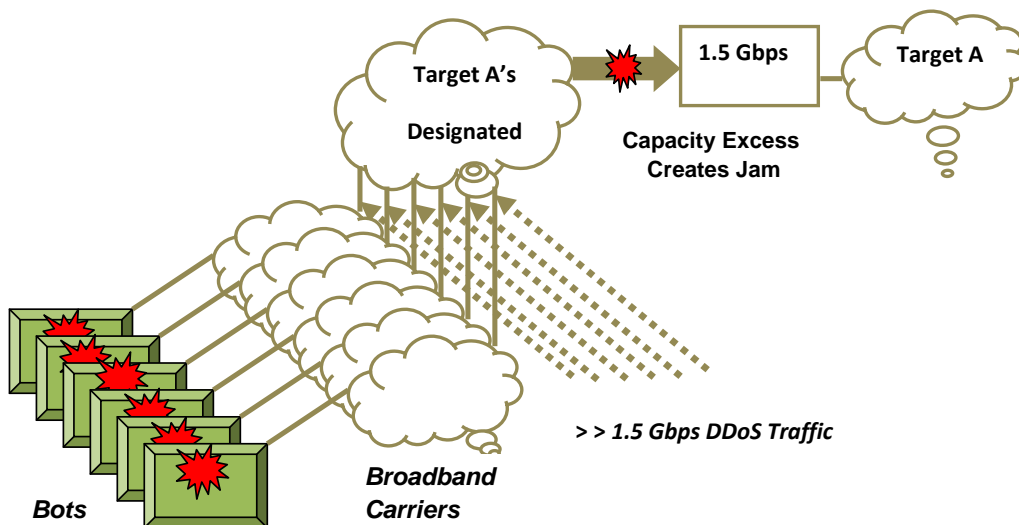 Target A's
Designated
1.5 Gbps
Target A
Capacity Excess
Creates Jam
> > 1.5 Gbps DDoS Traffic
Broadband
Carriers
Bots